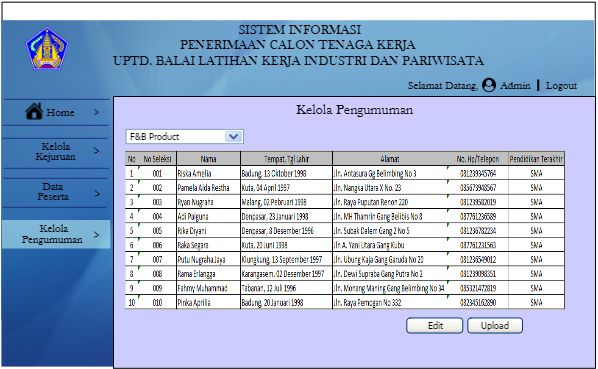 SISTEM INFORMASI
PENERIMAAN CALON TENAGA KERJA
UPTD. BALAI LATIHAN KERJA INDUSTRI DAN PARIWISATA
Selamat Datang, Admin | Logout
Home >
Kelola
Kejuruan >
Data
Peserta >
Kelola
Pengumuman >
Kelola Pengumuman
F&B Product
No No Seleksi Nama Tempat, Tgl Lahir Alamat No. Hp/Telepon Pendidikan Terakhir
1 001 Riska Amelia Badung, 13 Oktober 1998 Jln. Antasura Gg Belimbing No 3 081239345764 SMA
2 002 Pamela Alda Restha Kuta, 04 April 1997 Jln. Nangka Utara X No. 23 085673948567 SMA
3 003 Ryan Nugraha Malang, 02 Pebruari 1998 Jln. Raya Puputan Renon 220 081239582019 SMA
4 004 Adi Palguna Denpasar, 23 Januari 1998 Jln. MH Thamrin Gang Belibis No 8 087761236589 SMA
5 005 Rika Diyani Denpasar, 8 Desember 1996 Jln. Subak Dalem Gang 2 No 5 081236782234 SMA
6 006 Raka Segara Kuta, 20 Juni 1998 Jln A. Yani Utara Gang Kubu 087761231563 SMA
7 007 Putu Nugraha Jaya Klungkung, 13 September 1997 Jln. Ubung Kaja Gang Garuda No 20 081236549012 SMA
8 008 Rama Erlangga Karangasem, 02 Desember 1997 Jln. Dewi Supraba Gang Putra No 2 081239098351 SMA
9 009 Fahmy Muhammad Tabanan, 12 Juli 1996 Jln. Monang Maning Gang Belimbing No 34 085321472819 SMA
10 010 Pinka Aprilia Badung, 20 Januari 1998 Jln. Raya Pemogan No 332 082345162890 SMA
Edit Upload